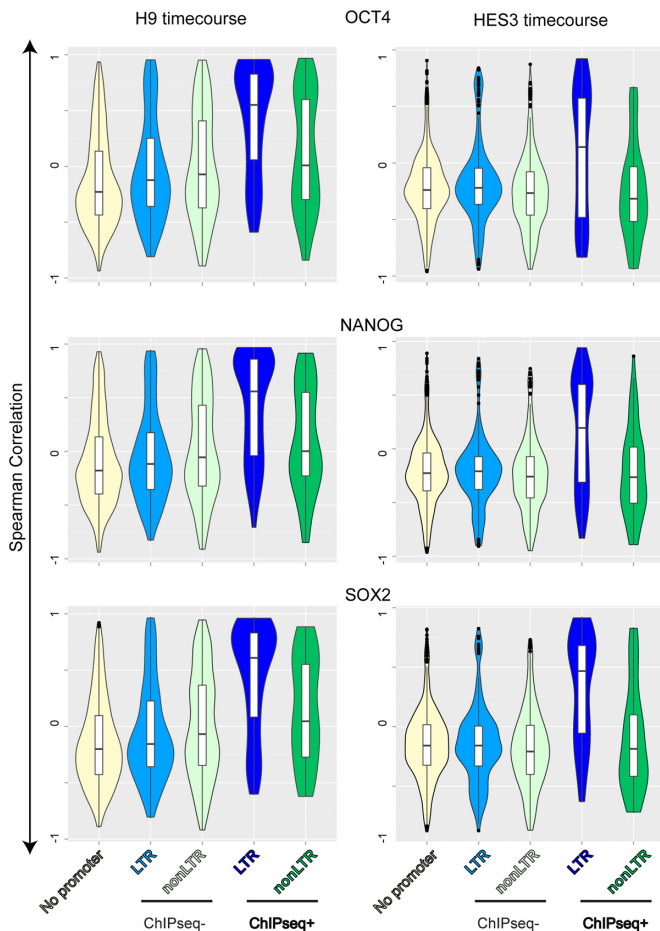 H9 timecourse OCT4 HES3 timecourse
1 1
0 0
-1 -1
NANOG
1 1
0 0
-1 -1
SOX2
1 1
0 0
-1 -1
Spearman Correlation
No promoter LTR nonLTR LTR nonLTR No promoter LTR nonLTR LTR nonLTR
ChIPseq- ChIPseq+ ChIPseq- ChIPseq+